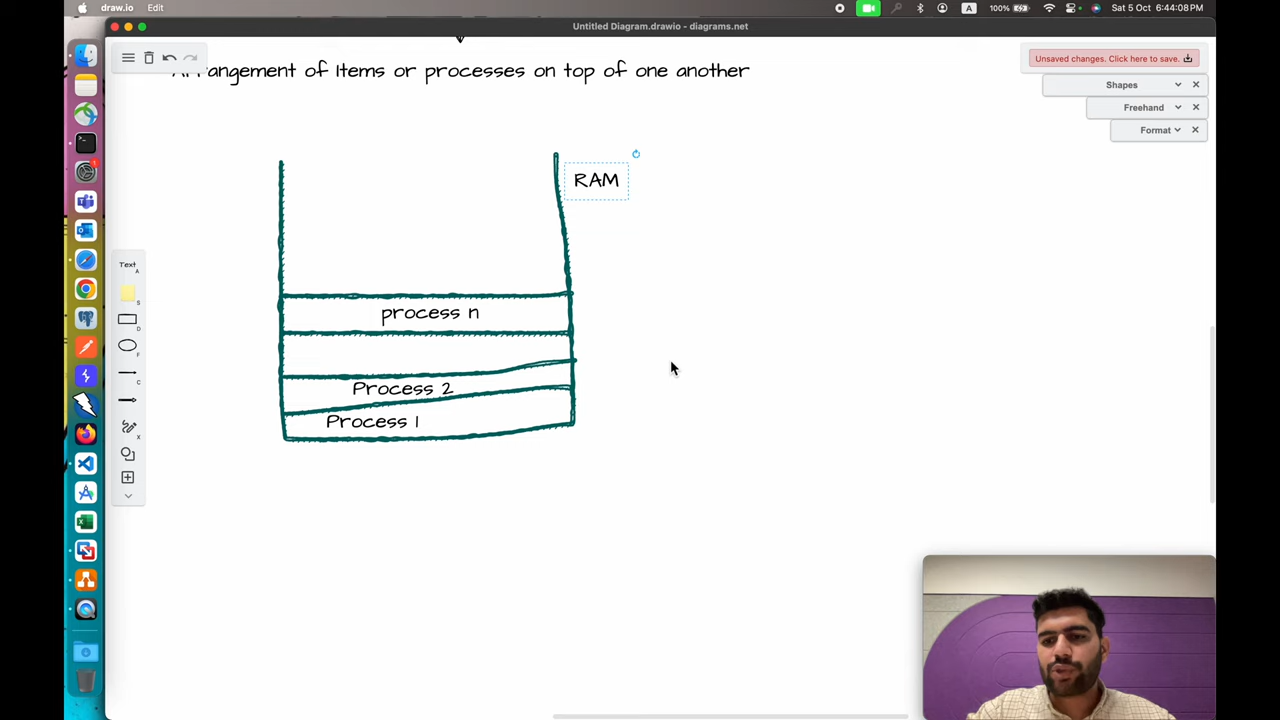 draw.io Edit
100% A Sat 5 Oct 6:44:08 PM
Untitled Diagram.drawio - diagrams.net
Unsaved changes. Click here to save.
Arrangement of Items or processes on top of one another
Shapes
Freehand
Format
RAM
Text
A
S
D
F
C
X
process n
Process 2
Process 1